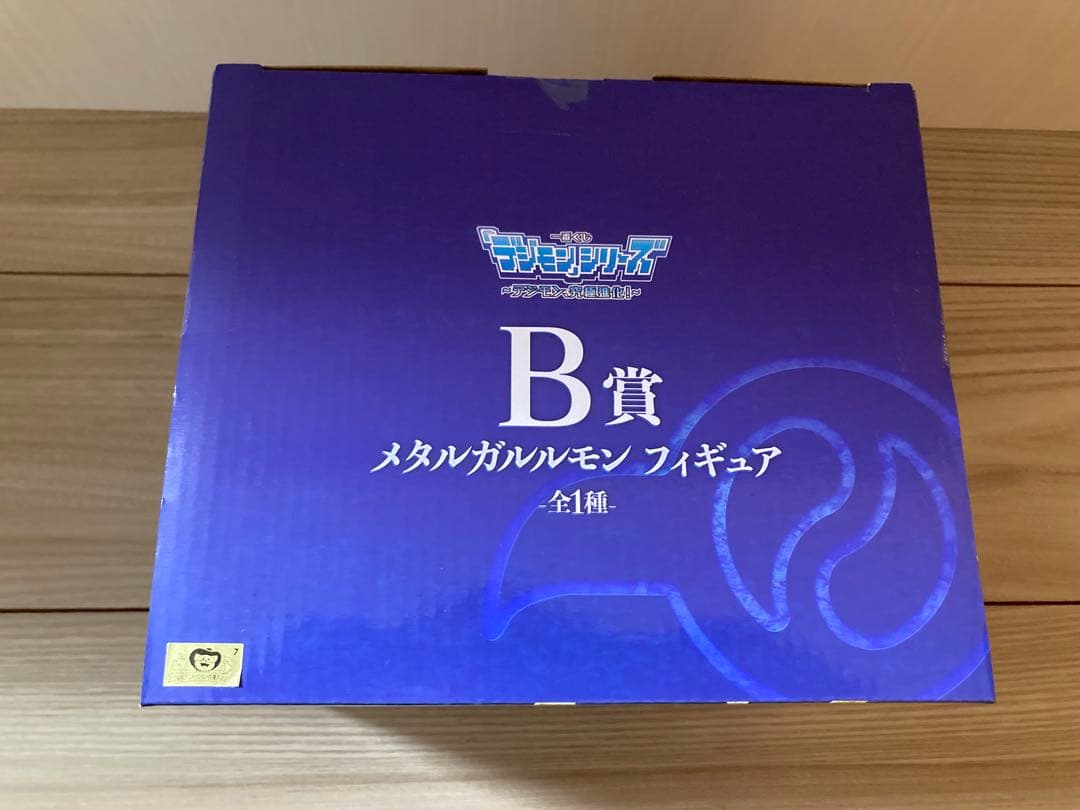 一番くじ
「デジモン」シリーズ
~デジモン、究極進化!~
B賞
メタルガルルモン フィギュア
-全1種-
7